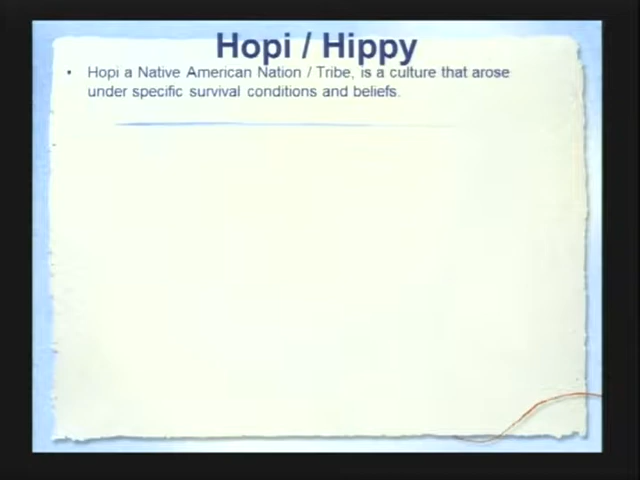 Hopi / Hippy
• Hopi a Native American Nation / Tribe, is a culture that arose
under specific survival conditions and beliefs.